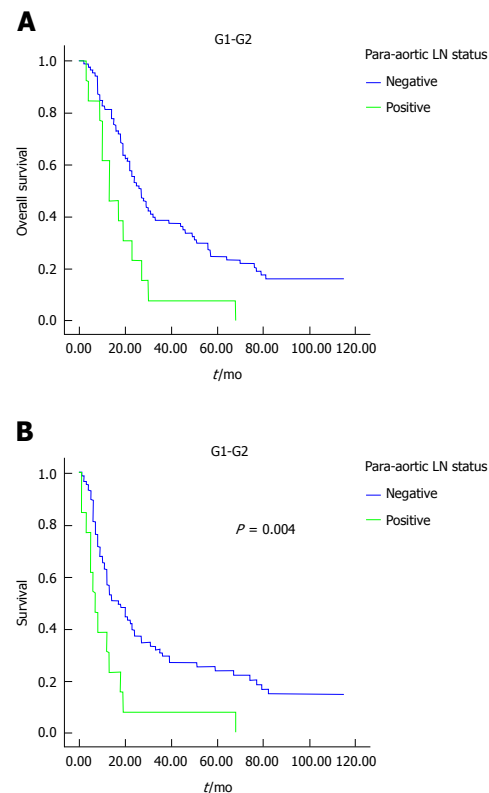 A
G1-G2
Para-aortic LN status
Negative
Positive
Overall survival
1.0
0.8
0.6
0.4
0.2
0.0
0.00 20.00 40.00 60.00 80.00 100.00 120.00
t/mo
B
G1-G2
Para-aortic LN status
Negative
Positive
P = 0.004
Survival
1.0
0.8
0.6
0.4
0.2
0.0
0.00 20.00 40.00 60.00 80.00 100.00 120.00
t/mo